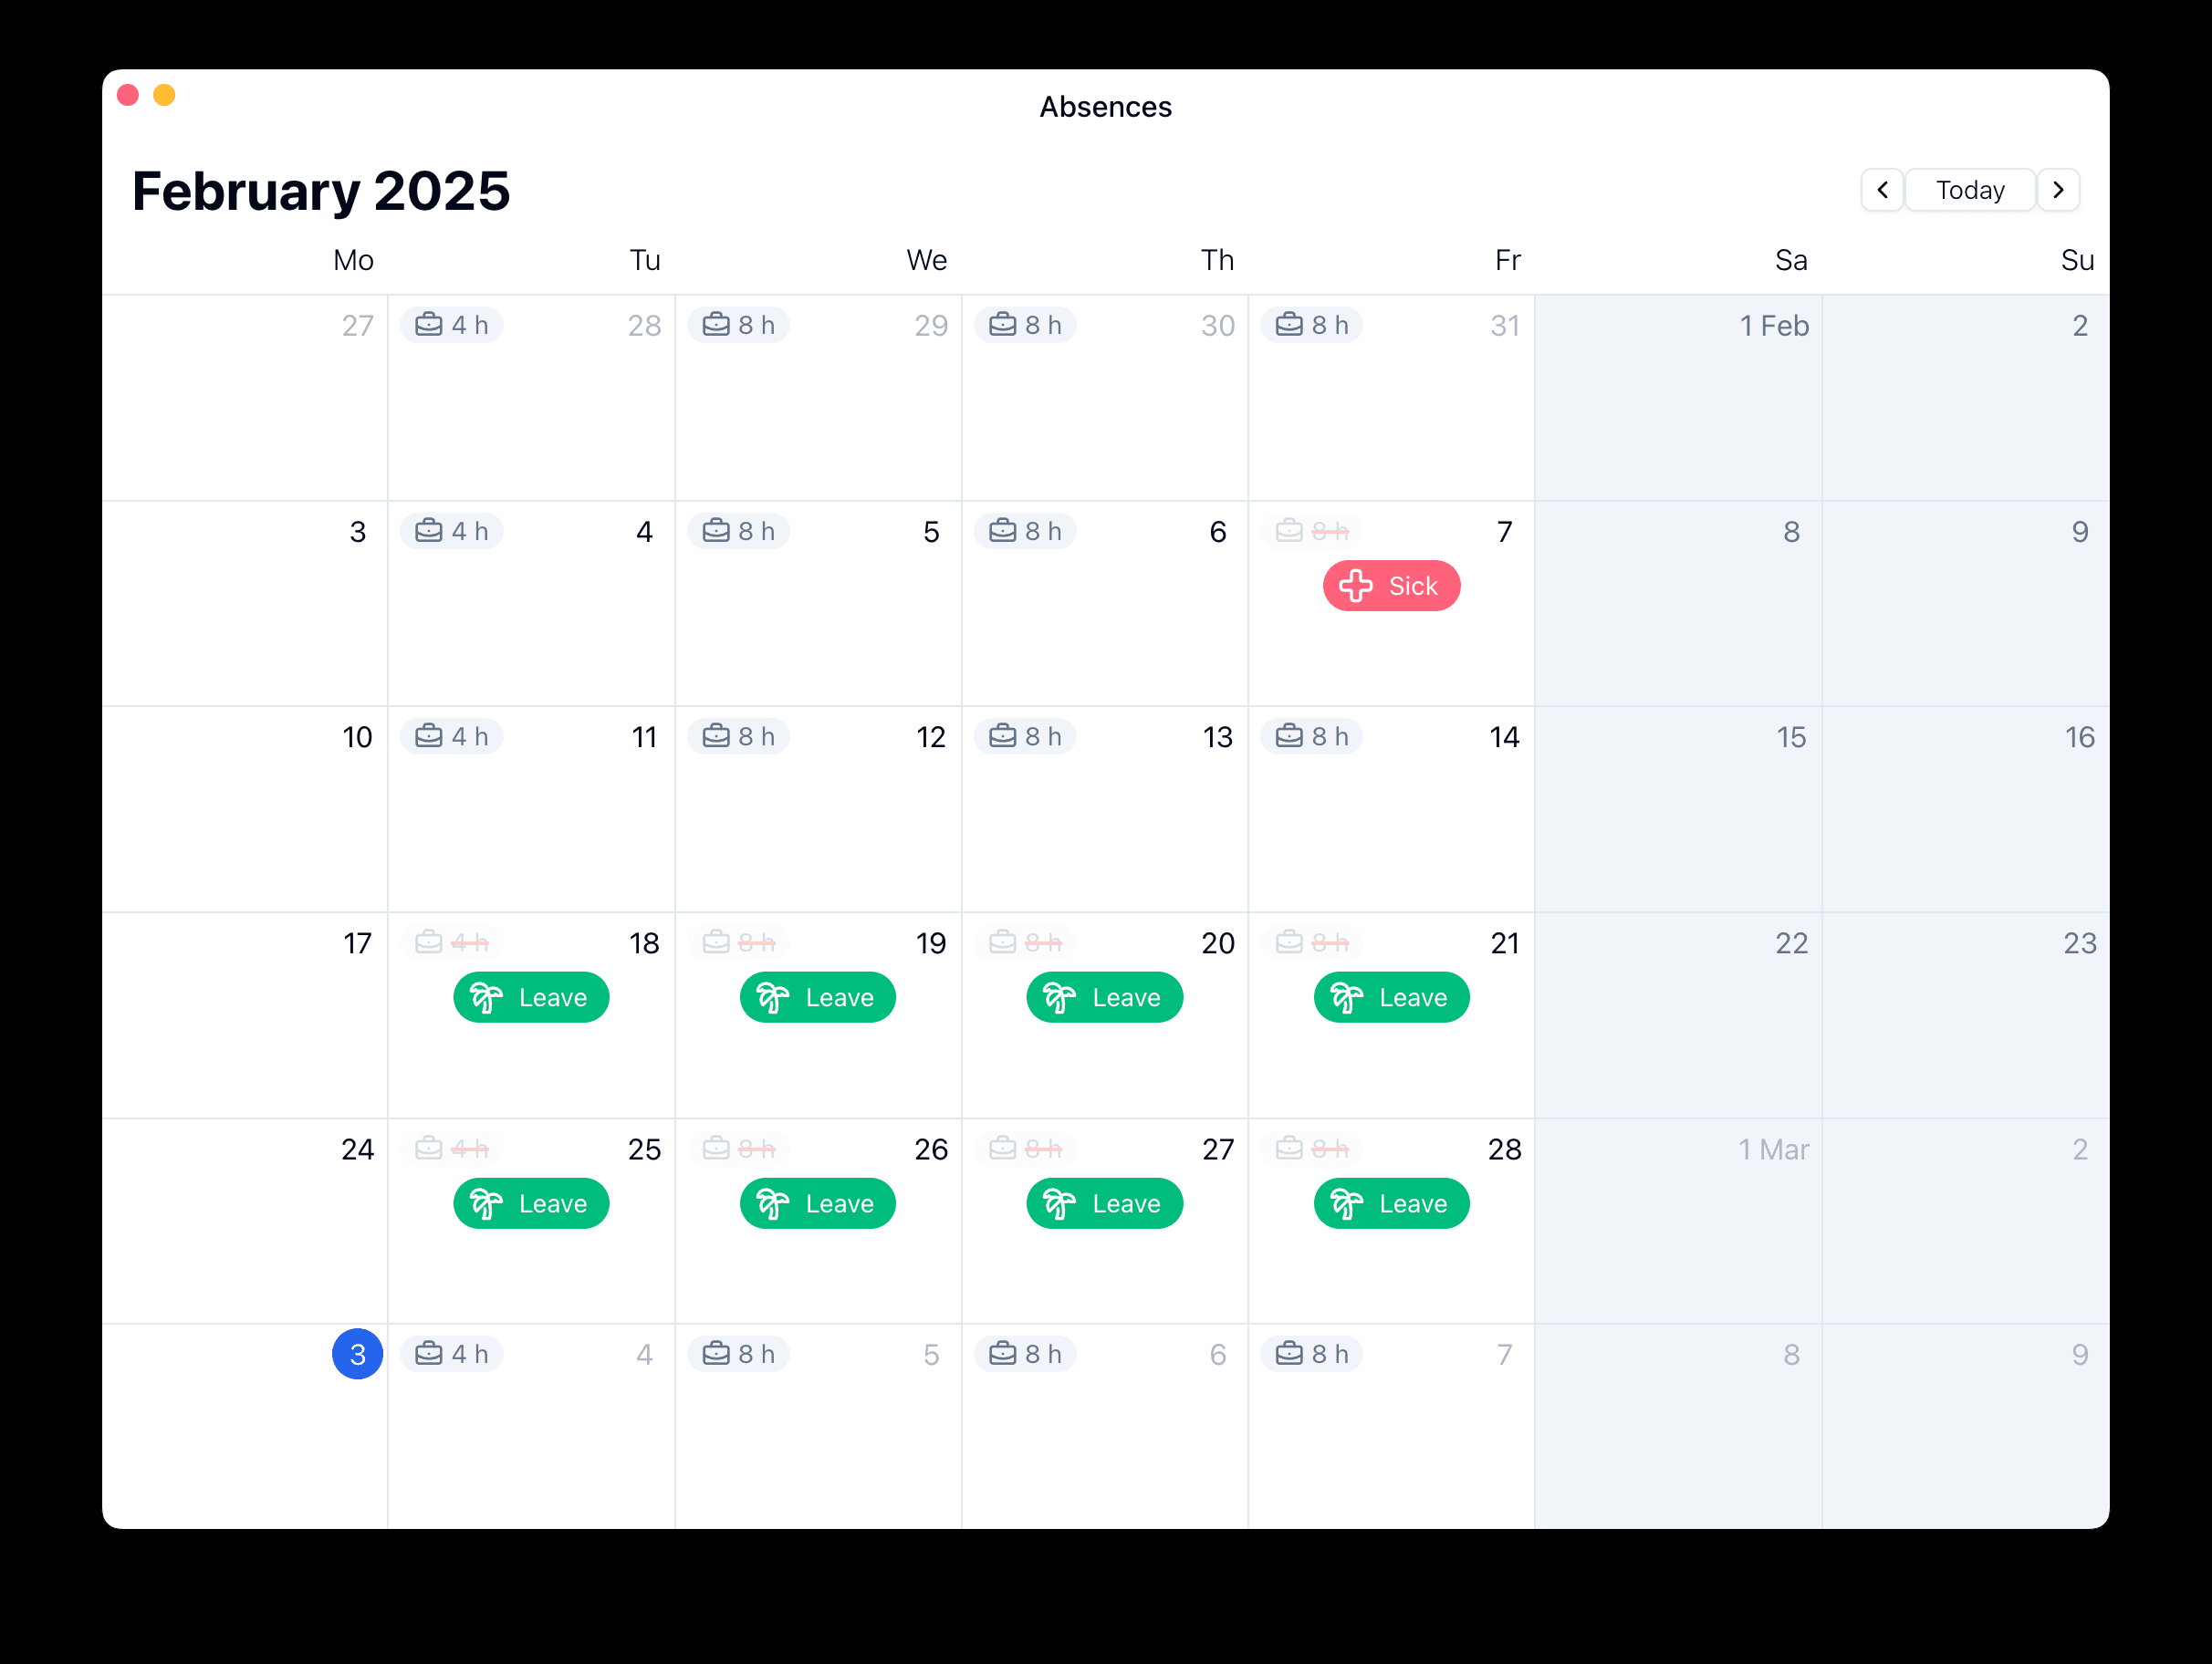 Absences
February 2025
Today
Mo Tu We Th Fr Sa Su
27 4 h 28 8 h 29 8 h 30 8 h 31 1 Feb 2
3 4 h 4 8 h 5 8 h 6 8 h 7 8 9
Sick
10 4 h 11 8 h 12 8 h 13 8 h 14 15 16
17 4 h 18 8 h 19 8 h 20 8 h 21 22 23
Leave Leave Leave Leave
24 4 h 25 8 h 26 8 h 27 8 h 28 1 Mar 2
Leave Leave Leave Leave
3 4 h 4 8 h 5 8 h 6 8 h 7 8 9